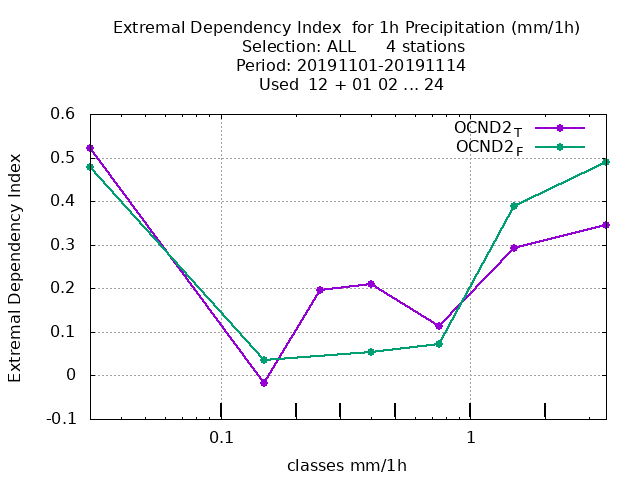 Extremal Dependency Index  for 1h Precipitation (mm/1h)
Selection: ALL      4 stations
Period: 20191101-20191114
Used  12 + 01 02 ... 24
0.6
0.5
0.4
0.3
0.2
0.1
0
-0.1
Extremal Dependency Index
OCND2T
OCND2F
0.1
1
classes mm/1h